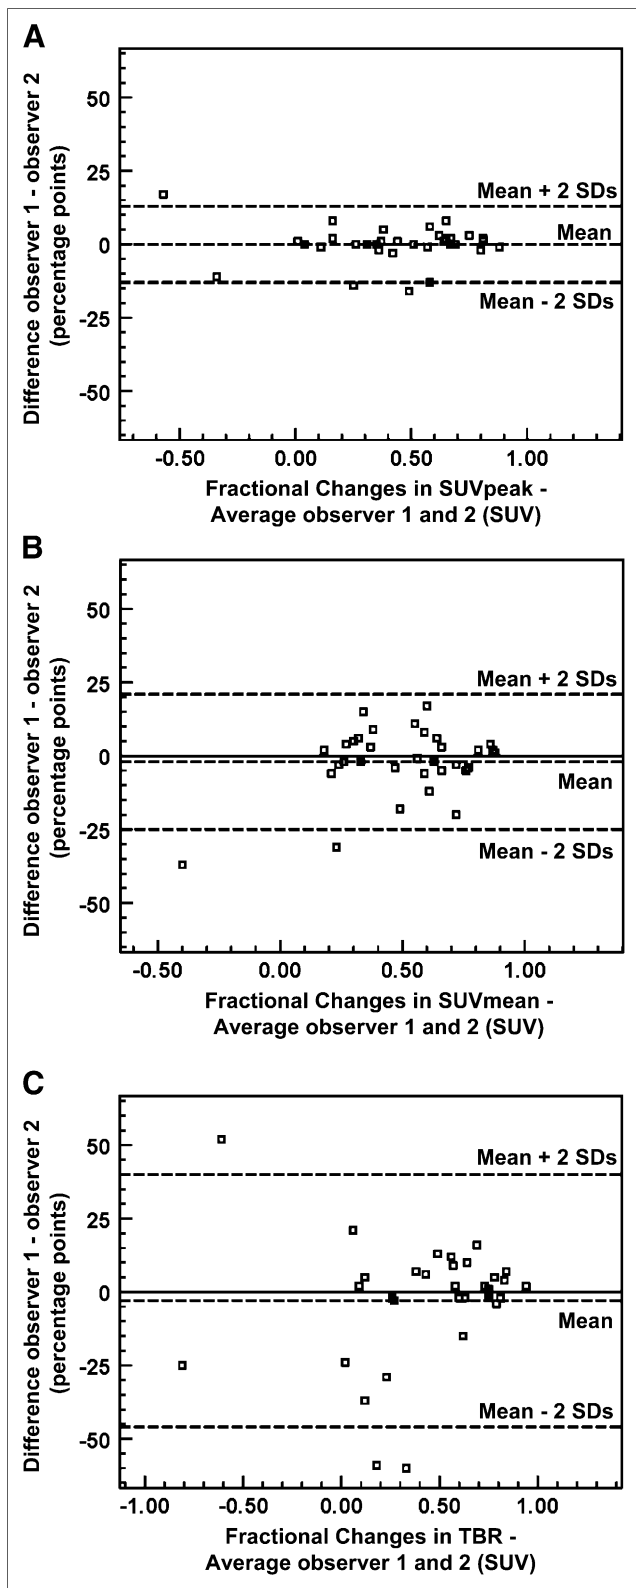 A
Difference observer 1 - observer 2
(percentage points)
50
25
0
-25
-50
Mean + 2 SDs
Mean
Mean - 2 SDs
-0.50 0.00 0.50 1.00
Fractional Changes in SUVpeak -
Average observer 1 and 2 (SUV)
B
Difference observer 1 - observer 2
(percentage points)
50
25
0
-25
-50
Mean + 2 SDs
Mean
Mean - 2 SDs
-0.50 0.00 0.50 1.00
Fractional Changes in SUVmean -
Average observer 1 and 2 (SUV)
C
Difference observer 1 - observer 2
(percentage points)
50
25
0
-25
-50
Mean + 2 SDs
Mean
Mean - 2 SDs
-1.00 -0.50 0.00 0.50 1.00
Fractional Changes in TBR -
Average observer 1 and 2 (SUV)